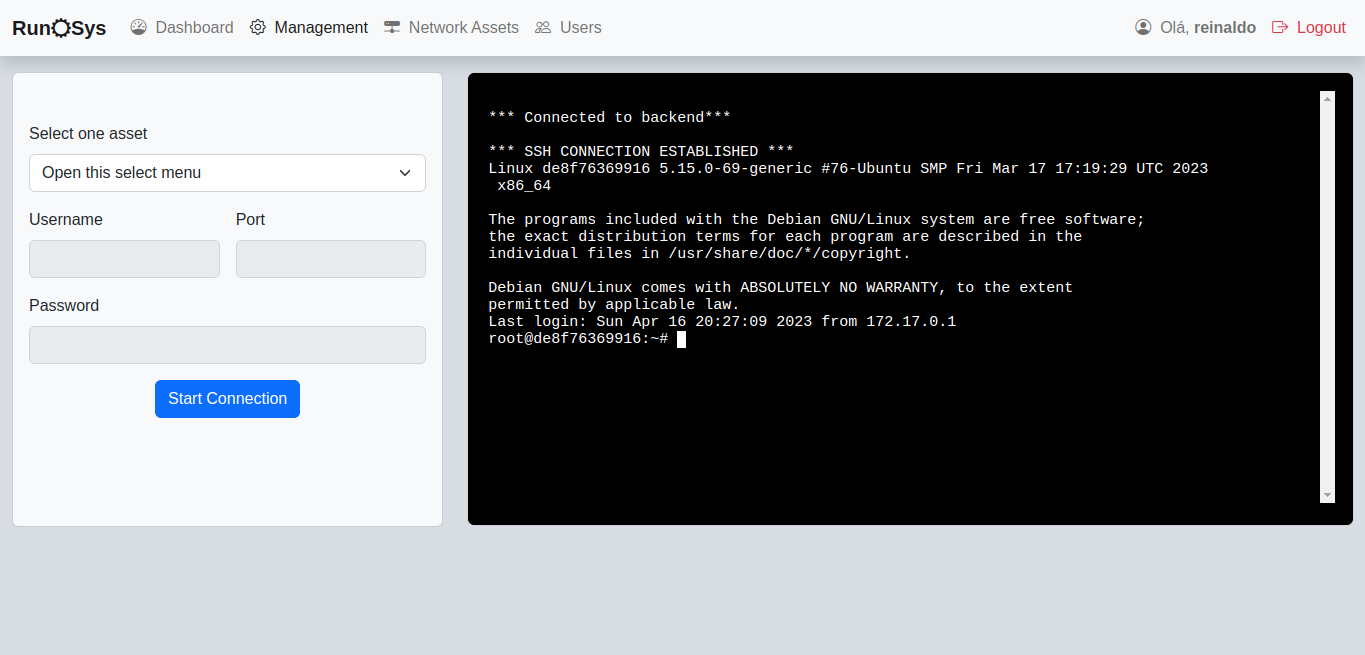 Run Sys Dashboard Management Network Assets Users Olá, reinaldo Logout
Select one asset
Open this select menu
Username Port
Password
Start Connection
*** Connected to backend***
*** SSH CONNECTION ESTABLISHED ***
Linux de8f76369916 5.15.0-69-generic #76-Ubuntu SMP Fri Mar 17 17:19:29 UTC 2023
x86_64
The programs included with the Debian GNU/Linux system are free software;
the exact distribution terms for each program are described in the
individual files in /usr/share/doc/*/copyright.
Debian GNU/Linux comes with ABSOLUTELY NO WARRANTY, to the extent
permitted by applicable law.
Last login: Sun Apr 16 20:27:09 2023 from 172.17.0.1
root@de8f76369916:~#